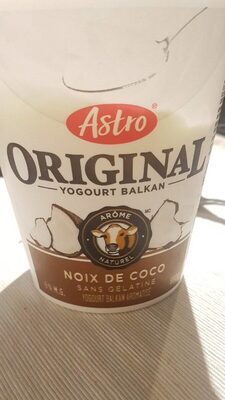 Astro®
ORIGINAL
YOGOURT BALKAN
MC
ARÔME
NATUREL
NOIX DE COCO
SANS GÉLATINE
YOGOURT BALKAN AROMATISÉ